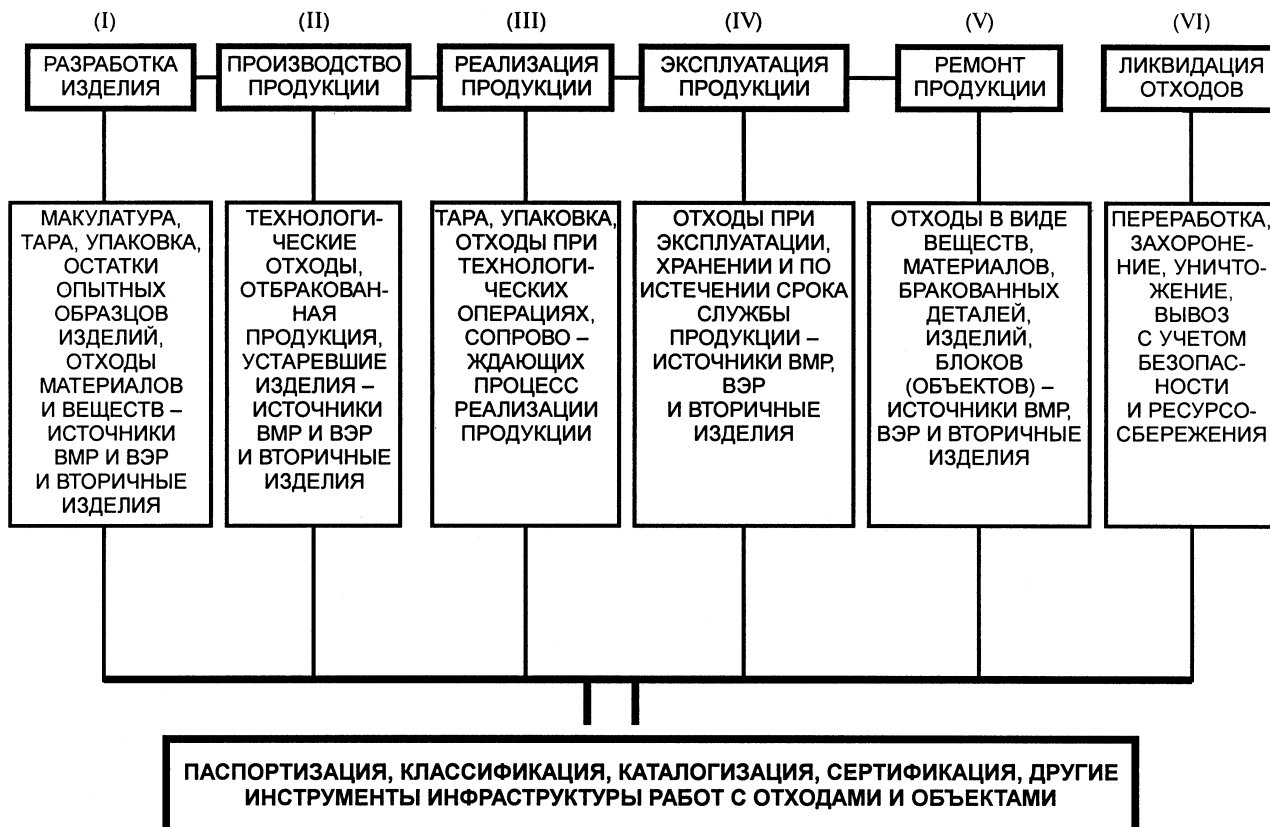 (I)
(II)
(III)
(IV)
(V)
(VI)
РАЗРАБОТКА
ИЗДЕЛИЯ
ПРОИЗВОДСТВО
ПРОДУКЦИИ
РЕАЛИЗАЦИЯ
ПРОДУКЦИИ
ЭКСПЛУАТАЦИЯ
ПРОДУКЦИИ
РЕМОНТ
ПРОДУКЦИИ
ЛИКВИДАЦИЯ
ОТХОДОВ
МАКУЛАТУРА,
ТАРА, УПАКОВКА,
ОСТАТКИ
ОПЫТНЫХ
ОБРАЗЦОВ
ИЗДЕЛИЙ,
ОТХОДЫ
МАТЕРИАЛОВ
И ВЕЩЕСТВ –
ИСТОЧНИКИ
ВМР И ВЭР
И ВТОРИЧНЫЕ
ИЗДЕЛИЯ
ТЕХНОЛОГИ-
ЧЕСКИЕ
ОТХОДЫ,
ОТБРАКОВАН-
НАЯ
ПРОДУКЦИЯ,
УСТАРЕВШИЕ
ИЗДЕЛИЯ –
ИСТОЧНИКИ
ВМР И ВЭР
И ВТОРИЧНЫЕ
ИЗДЕЛИЯ
ТАРА, УПАКОВКА,
ОТХОДЫ ПРИ
ТЕХНОЛОГИ-
ЧЕСКИХ
ОПЕРАЦИЯХ,
СОПРОВО –
ЖДАЮЩИХ
ПРОЦЕСС
РЕАЛИЗАЦИИ
ПРОДУКЦИИ
ОТХОДЫ ПРИ
ЭКСПЛУАТАЦИИ,
ХРАНЕНИИ И ПО
ИСТЕЧЕНИИ СРОКА
СЛУЖБЫ
ПРОДУКЦИИ –
ИСТОЧНИКИ ВМР,
ВЭР
И ВТОРИЧНЫЕ
ИЗДЕЛИЯ
ОТХОДЫ В ВИДЕ
ВЕЩЕСТВ,
МАТЕРИАЛОВ,
БРАКОВАННЫХ
ДЕТАЛЕЙ,
ИЗДЕЛИЙ,
БЛОКОВ
(ОБЪЕКТОВ) –
ИСТОЧНИКИ ВМР,
ВЭР И ВТОРИЧНЫЕ
ИЗДЕЛИЯ
ПЕРЕРАБОТКА,
ЗАХОРОНЕ-
НИЕ, УНИЧТО-
ЖЕНИЕ,
ВЫВОЗ
С УЧЕТОМ
БЕЗОПАС-
НОСТИ
И РЕСУРСО-
СБЕРЕЖЕНИЯ
ПАСПОРТИЗАЦИЯ, КЛАССИФИКАЦИЯ, КАТАЛОГИЗАЦИЯ, СЕРТИФИКАЦИЯ, ДРУГИЕ
ИНСТРУМЕНТЫ ИНФРАСТРУКТУРЫ РАБОТ С ОТХОДАМИ И ОБЪЕКТАМИ